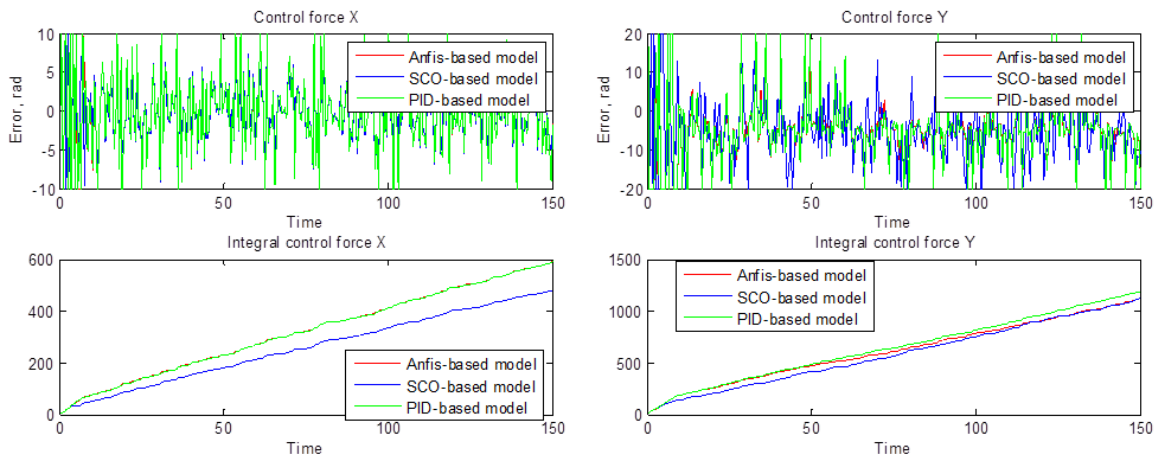 Control force X
10
5
0
-5
-10
Error, rad
Anfis-based model
SCO-based model
PID-based model
0
50
100
150
Time
Control force Y
20
10
0
-10
-20
Error, rad
Anfis-based model
SCO-based model
PID-based model
0
50
100
150
Time
Integral control force X
600
400
200
0
Anfis-based model
SCO-based model
PID-based model
0
50
100
150
Time
Integral control force Y
1500
1000
500
0
Anfis-based model
SCO-based model
PID-based model
0
50
100
150
Time